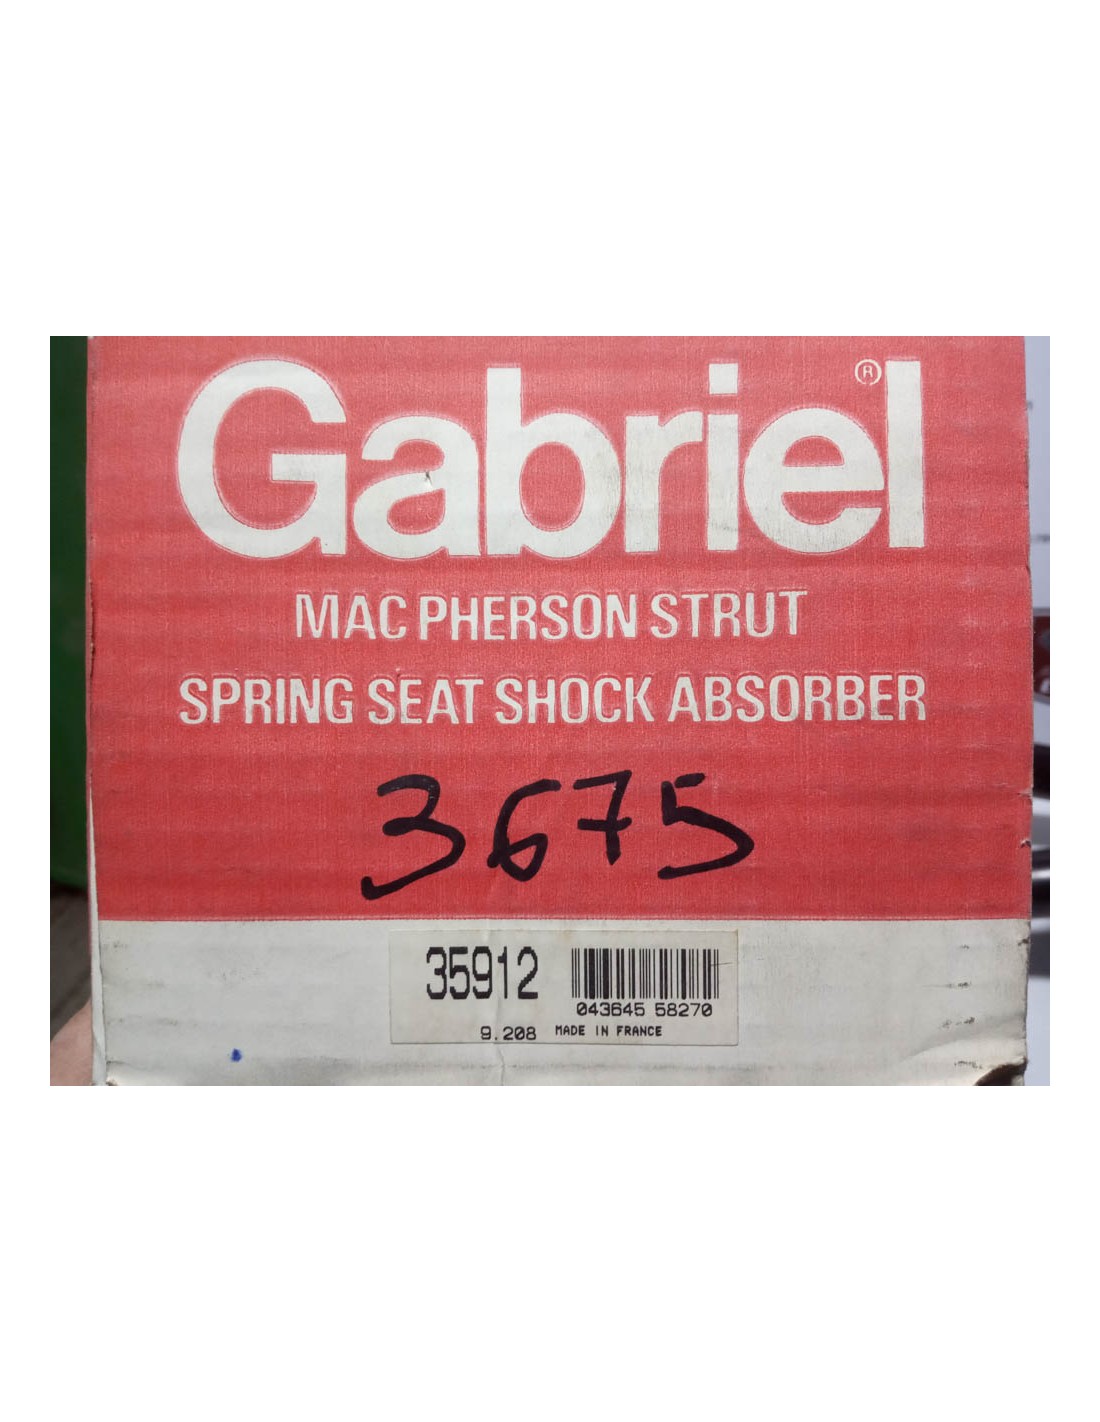 Gabriel®
MAC PHERSON STRUT
SPRING SEAT SHOCK ABSORBER
3675
35912
043645 58270
9.208 MADE IN FRANCE